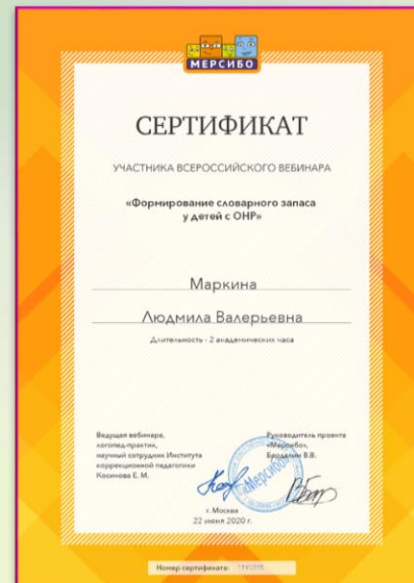 МЕРСИБО
СЕРТИФИКАТ
УЧАСТНИКА ВСЕРОССИЙСКОГО ВЕБИНАРА
«Формирование словарного запаса
у детей с ОНР»
Маркина
Людмила Валерьевна
Длительность - 2 академических часа
Ведущая вебинара,
логопед-практик,
научный сотрудник Института
коррекционной педагогики
Косинова Е. М.
Руководитель проекта
«Мерсибо»,
В.В.
«Мерсибо»
г. Москва
22 июня 2020 г.
Номер сертификата: